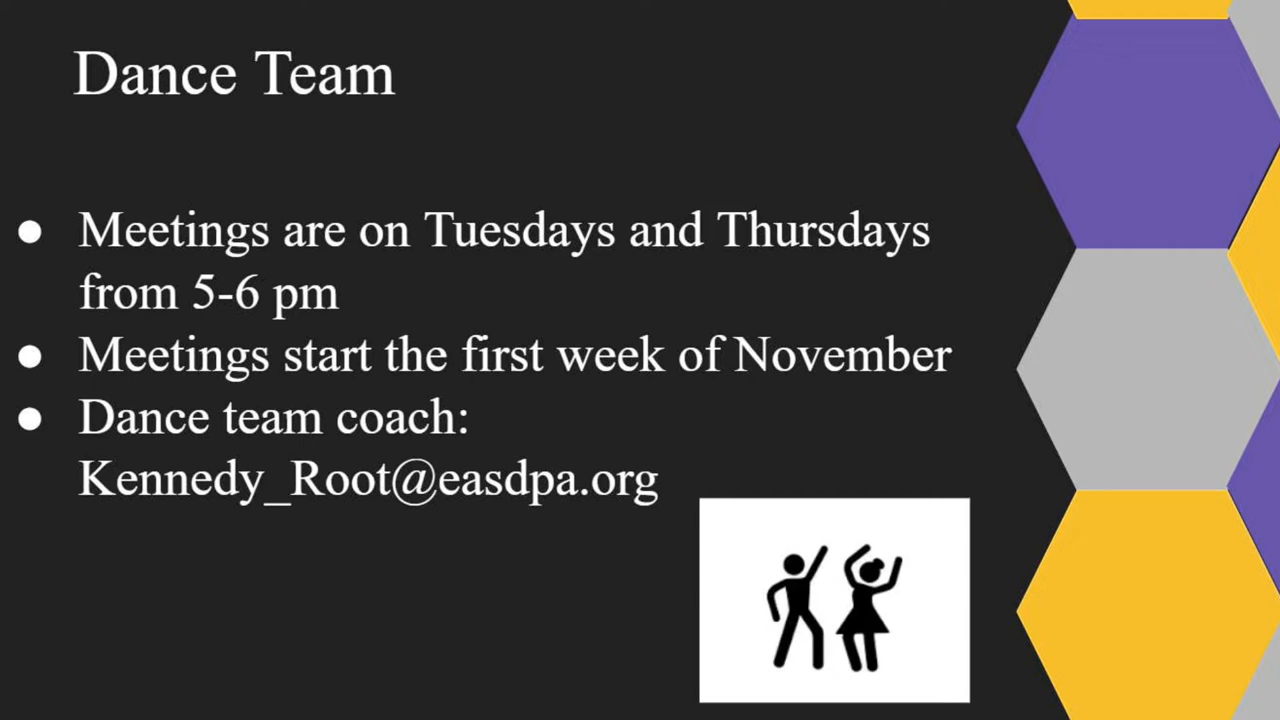 Dance Team
● Meetings are on Tuesdays and Thursdays
from 5-6 pm
● Meetings start the first week of November
● Dance team coach:
Kennedy_Root@easdpa.org